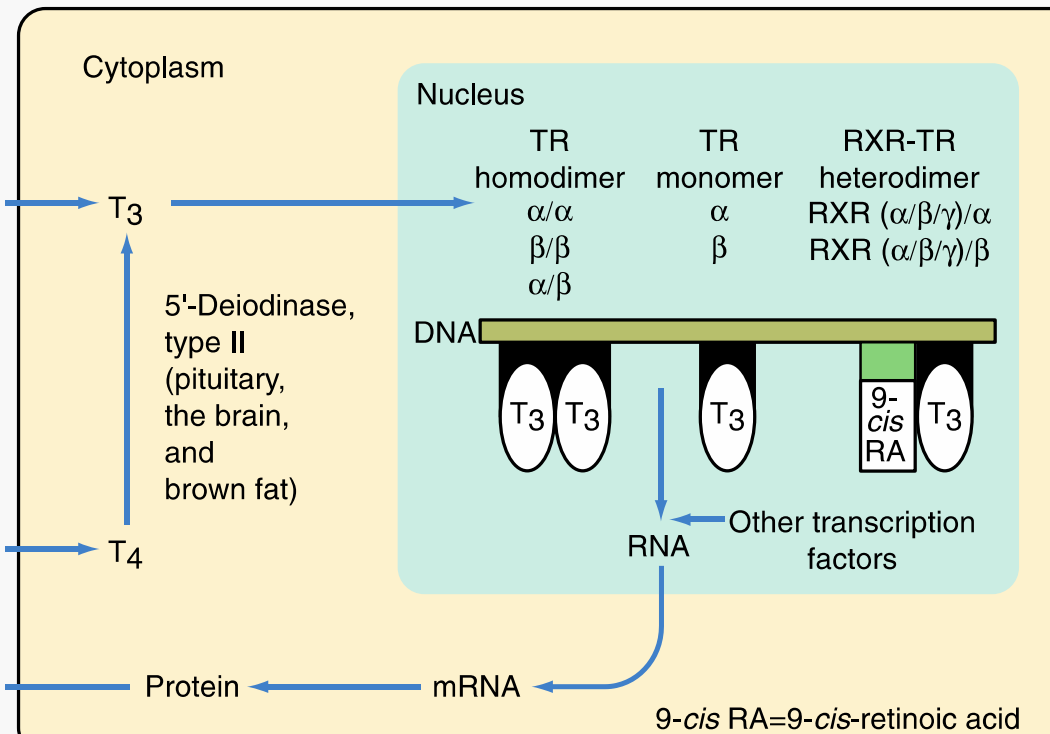 Cytoplasm
Nucleus
TR
homodimer
α/α
β/β
α/β
TR
monomer
α
β
RXR-TR
heterodimer
RXR (α/β/γ)/α
RXR (α/β/γ)/β
T3
5'-Deiodinase,
type II
(pituitary,
the brain,
and
brown fat)
T4
DNA
T3
T3
T3
9-
cis
RA
T3
Other transcription
factors
RNA
mRNA
Protein
9-cis RA=9-cis-retinoic acid